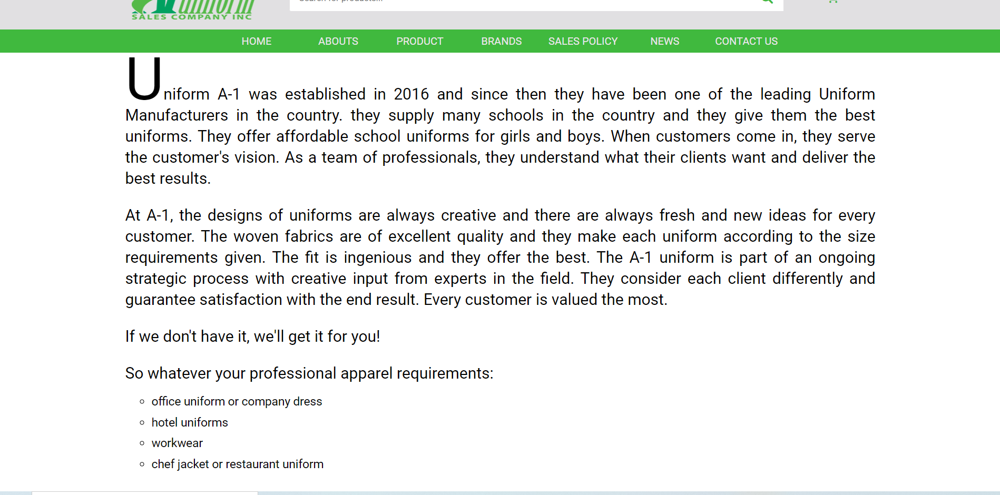 uniform
SALES COMPANY INC
Search for products...
HOME ABOUTS PRODUCT BRANDS SALES POLICY NEWS CONTACT US
Uniform A-1 was established in 2016 and since then they have been one of the leading Uniform
Manufacturers in the country. they supply many schools in the country and they give them the best
uniforms. They offer affordable school uniforms for girls and boys. When customers come in, they serve
the customer's vision. As a team of professionals, they understand what their clients want and deliver the
best results.
At A-1, the designs of uniforms are always creative and there are always fresh and new ideas for every
customer. The woven fabrics are of excellent quality and they make each uniform according to the size
requirements given. The fit is ingenious and they offer the best. The A-1 uniform is part of an ongoing
strategic process with creative input from experts in the field. They consider each client differently and
guarantee satisfaction with the end result. Every customer is valued the most.
If we don't have it, we'll get it for you!
So whatever your professional apparel requirements:
office uniform or company dress
hotel uniforms
workwear
chef jacket or restaurant uniform